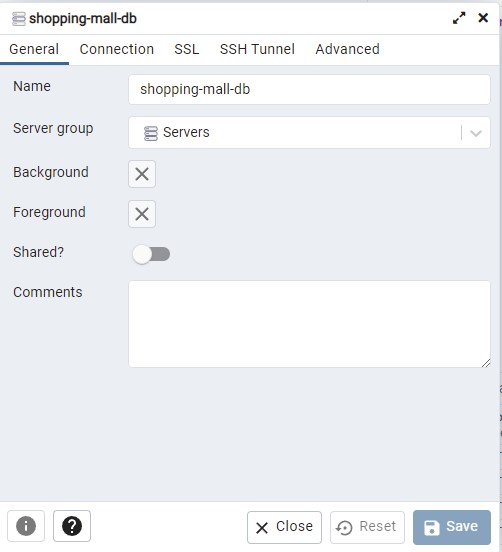 shopping-mall-db
General Connection SSL SSH Tunnel Advanced
Name shopping-mall-db
Server group Servers
Background
Foreground
Shared?
Comments
Close Reset Save